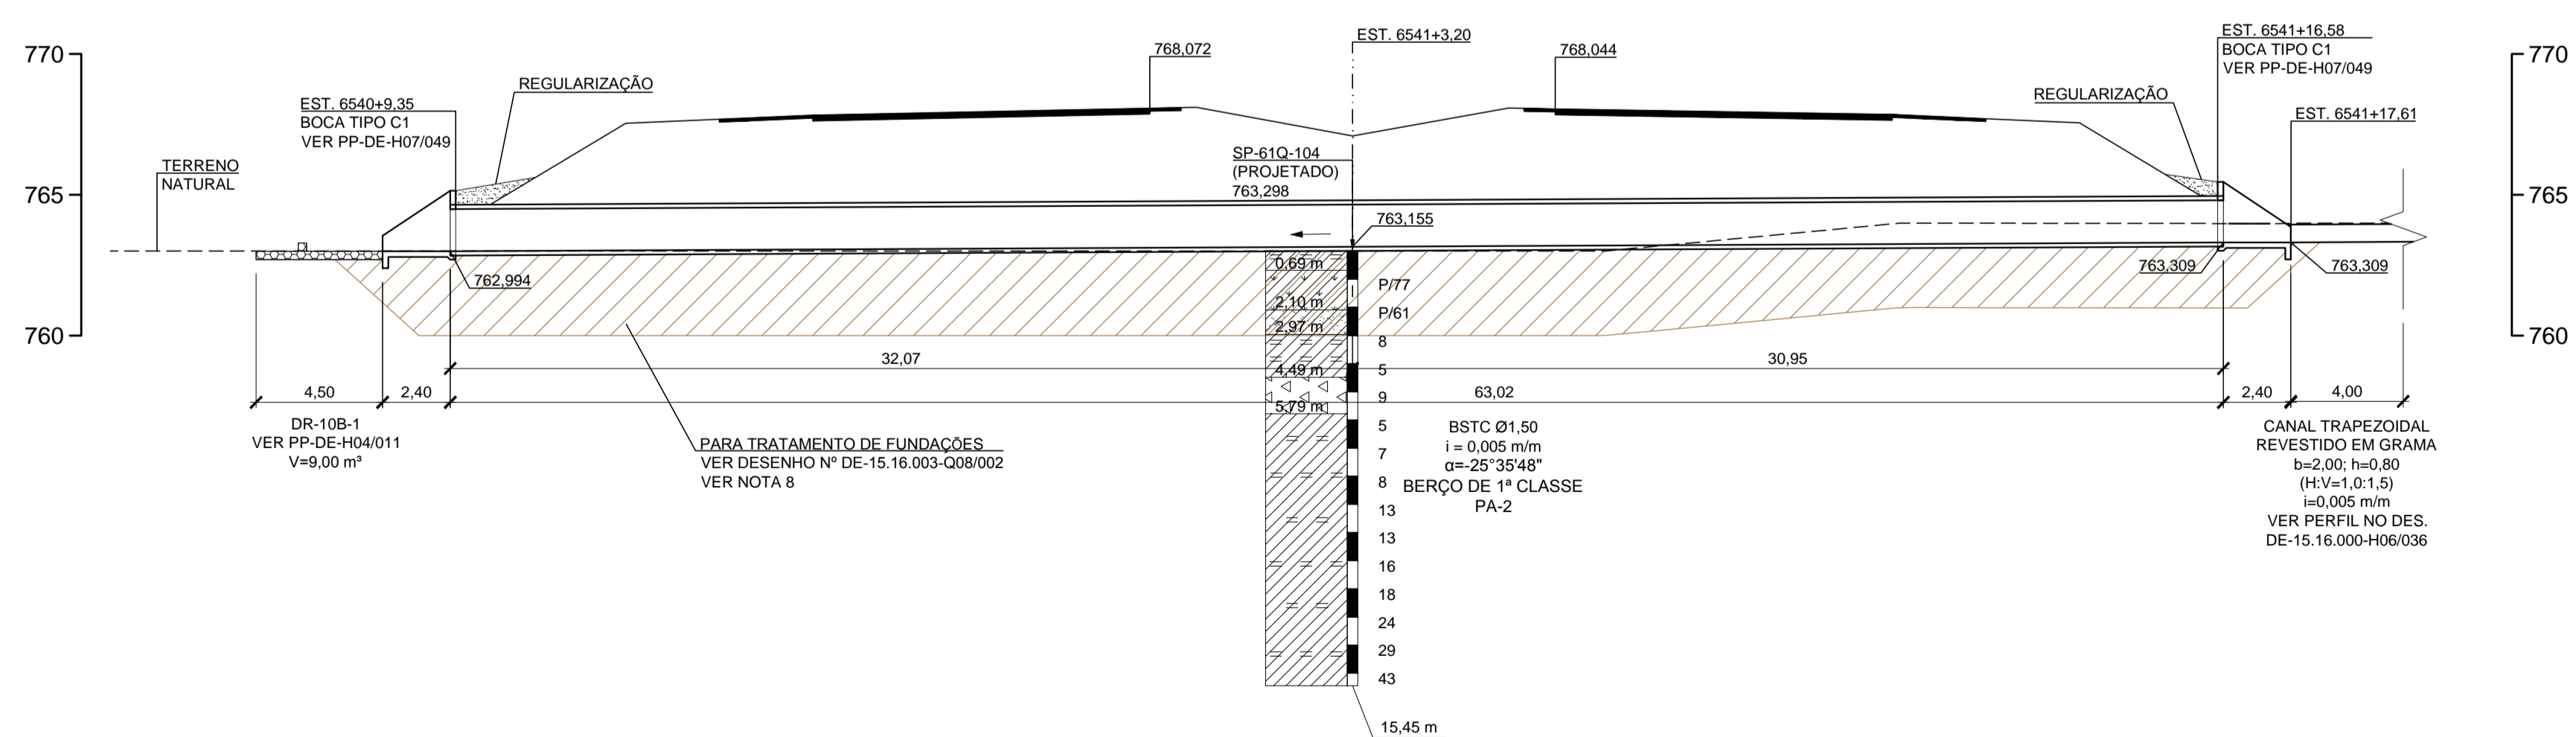 770
765
760
TERRENO
NATURAL
EST. 6540+9,35
BOCA TIPO C1
VER PP-DE-H07/049
REGULARIZAÇÃO
768,072
EST. 6541+3,20
768,044
SP-61Q-104
(PROJETADO)
763,298
763,155
REGULARIZAÇÃO
EST. 6541+16,58
BOCA TIPO C1
VER PP-DE-H07/049
EST. 6541+17,61
770
765
760
762,994
763,309
763,309
0,69 m
2,10 m
2,97 m
4,49 m
5,79 m
P/77
P/61
8
5
9
5
7
8
13
13
16
18
24
29
43
15,45 m
32,07
30,95
4,50
2,40
63,02
2,40
4,00
DR-10B-1
VER PP-DE-H04/011
V=9,00 m³
PARA TRATAMENTO DE FUNDAÇÕES
VER DESENHO Nº DE-15.16.003-Q08/002
VER NOTA 8
BSTC Ø1,50
i = 0,005 m/m
α=-25°35'48"
BERÇO DE 1ª CLASSE
PA-2
CANAL TRAPEZOIDAL
REVESTIDO EM GRAMA
b=2,00; h=0,80
(H:V=1,0:1,5)
i=0,005 m/m
VER PERFIL NO DES.
DE-15.16.000-H06/036